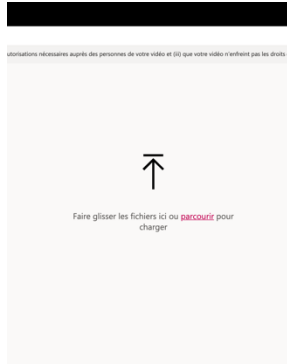 utorisations nécessaires auprès des personnes de votre vidéo et (ii) que votre vidéo n'enfreint pas les droits
Faire glisser les fichiers ici ou parcourir pour
charger